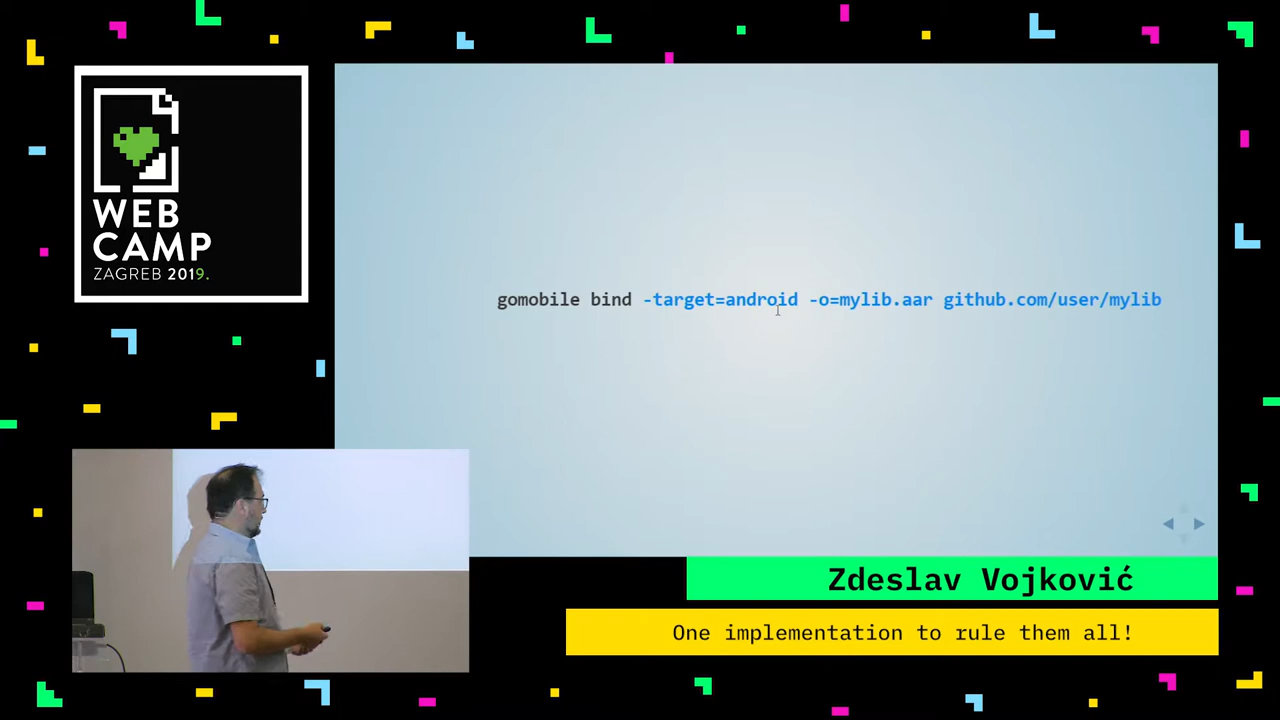 WEB
CAMP
ZAGREB 2019.
gomobile bind -target=android -o=mylib.aar github.com/user/mylib
Zdeslav Vojković
One implementation to rule them all!